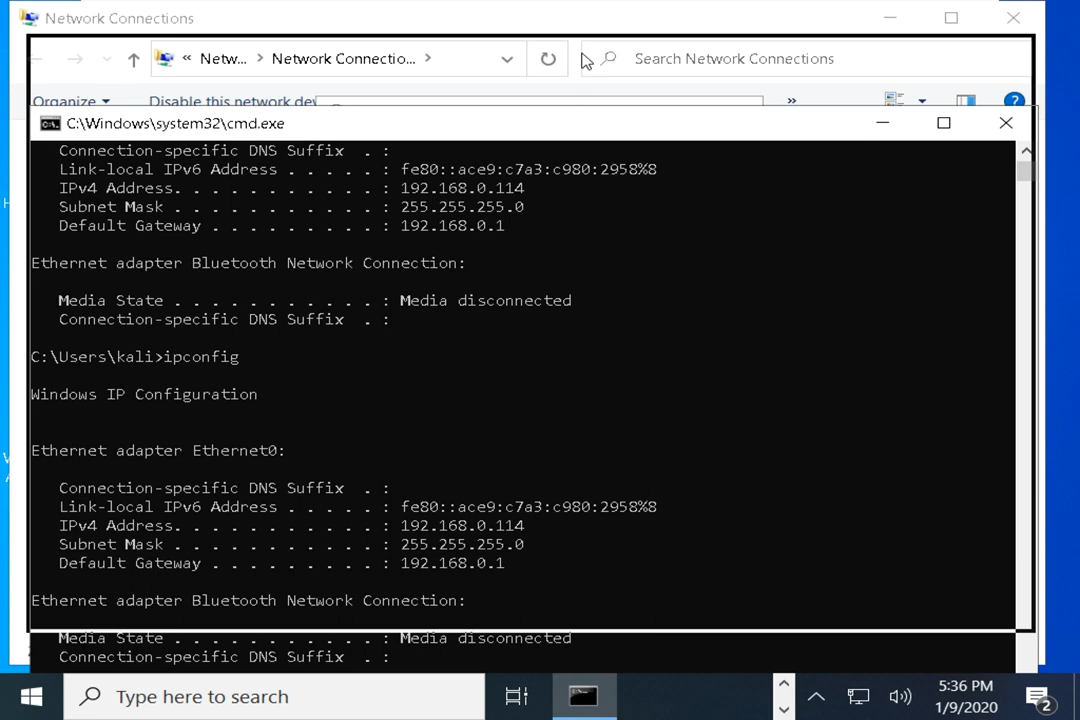 Network Connections
« Netw... > Network Connectio... >
Search Network Connections
Organize
Disable this network dev
»
C:\Windows\system32\cmd.exe
Connection-specific DNS Suffix . :
Link-local IPv6 Address . . . . . : fe80::ace9:c7a3:c980:2958%8
IPv4 Address. . . . . . . . . . . : 192.168.0.114
Subnet Mask . . . . . . . . . . . : 255.255.255.0
Default Gateway . . . . . . . . . : 192.168.0.1
Ethernet adapter Bluetooth Network Connection:
Media State . . . . . . . . . . . : Media disconnected
Connection-specific DNS Suffix . :
C:\Users\kali>ipconfig
Windows IP Configuration
Ethernet adapter Ethernet0:
Connection-specific DNS Suffix . :
Link-local IPv6 Address . . . . . : fe80::ace9:c7a3:c980:2958%8
IPv4 Address. . . . . . . . . . . : 192.168.0.114
Subnet Mask . . . . . . . . . . . : 255.255.255.0
Default Gateway . . . . . . . . . : 192.168.0.1
Ethernet adapter Bluetooth Network Connection:
Media State . . . . . . . . . . . : Media disconnected
Connection-specific DNS Suffix . :
Type here to search
5:36 PM
1/9/2020
2